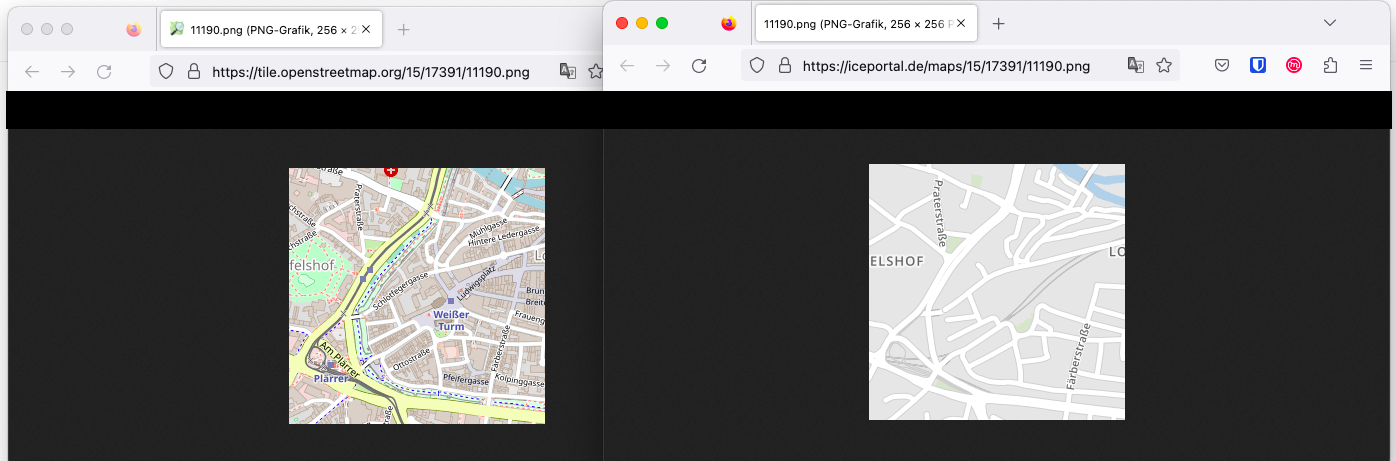 11190.png (PNG-Grafik, 256 × 2
https://tile.openstreetmap.org/15/17391/11190.png
11190.png (PNG-Grafik, 256 × 256 P
https://iceportal.de/maps/15/17391/11190.png
Praterstraße
chstraße
chstraße
felshof
Mühlgasse
Hintere Ledergasse
Lo
Schlotfegergasse
Ludwigsplatz
Brun
Breite
Weißer
Turm
Fraueng
Färberstraße
Am Plärrer
Plärrer
Ottostraße
Pfeifergasse
Kolpinggasse
straße
Praterstraße
ELSHOF
LO
Färberstraße